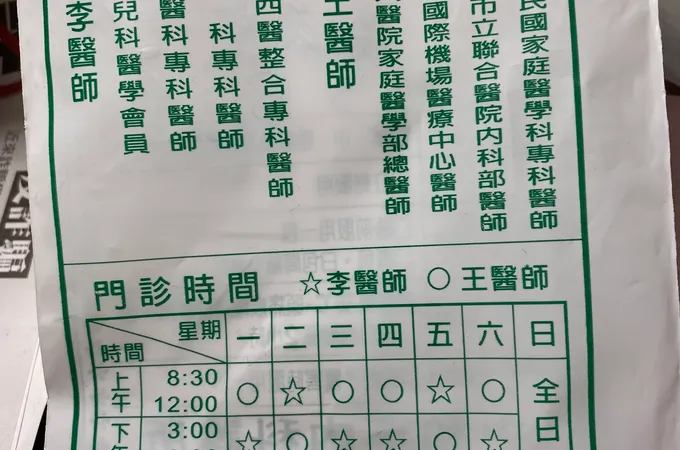 民國家庭醫學科專科醫師
市立聯合醫院內科部醫師
國際機場醫療中心醫師
醫院家庭醫學部總醫師
王醫師
西醫整合專科醫師
科專科醫師
醫科專科醫師
兒科醫學會員
李醫師
門診時間 ☆李醫師 ○王醫師
星期 時間 一 二 三 四 五 六 日
上午 8:30 12:00 ○ ☆ ○ ○ ☆ ○ 全日
下午 3:00 ☆ ○ ☆ ☆ ○ ☆
詐騙